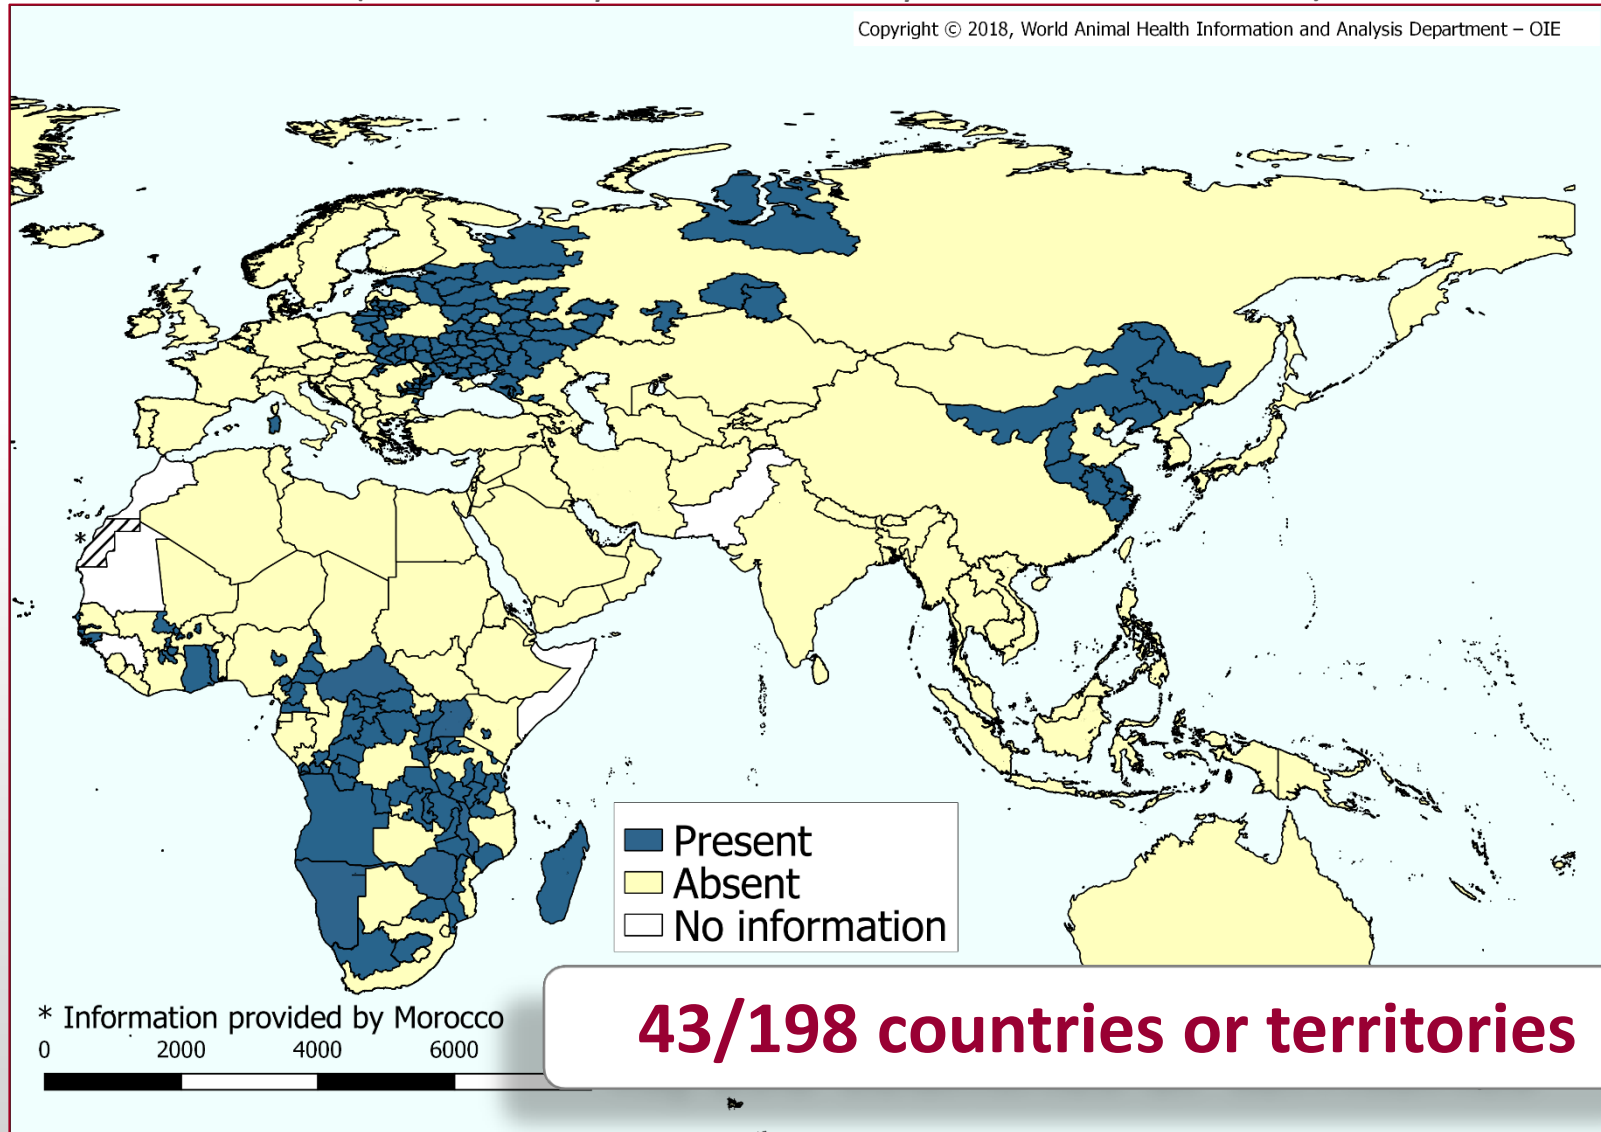 Copyright © 2018, World Animal Health Information and Analysis Department – OIE
*
Present
Absent
No information
* Information provided by Morocco
0 2000 4000 6000
43/198 countries or territories